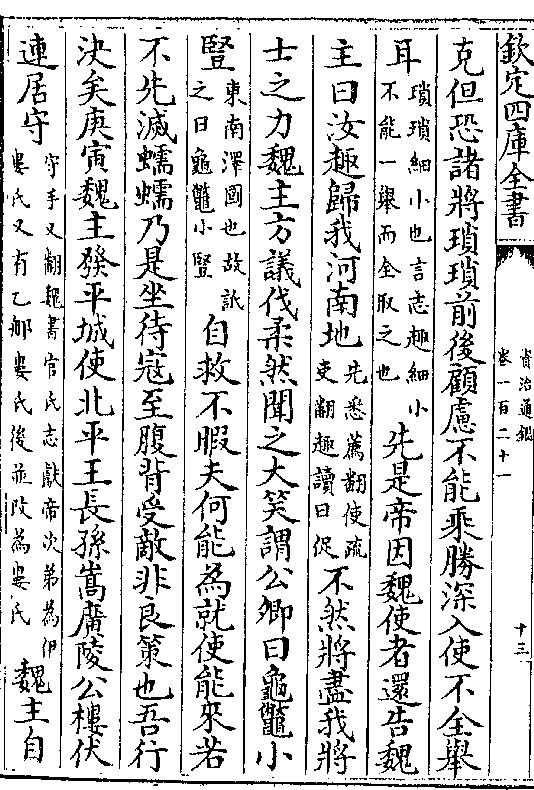 欽定四庫全書
資治通鑑
卷一百二十一
十三
克但恐諸將瑣瑣前後顧慮不能乘勝深入使不全舉
耳瑣瑣細小也言志趣細小不能一舉而全取之也先是帝因魏使者還告魏
主曰汝趣歸我河南地先悉薦翻使疏吏翻趣讀曰促不然將盡我將
士之力魏主方議伐柔然聞之大笑謂公卿曰龜鼈小
豎東南澤國也故詆之曰龜鼈小豎自救不暇夫何能為就使能來若
不先滅蠕蠕乃是坐待寇至腹背受敵非良策也吾行
決矣庚寅魏主發平城使北平王長孫嵩廣陵公樓伏
連居守守手又翻魏書官氏志獻帝次弟為伊婁氏又有乙那婁氏後並改為婁氏魏主自